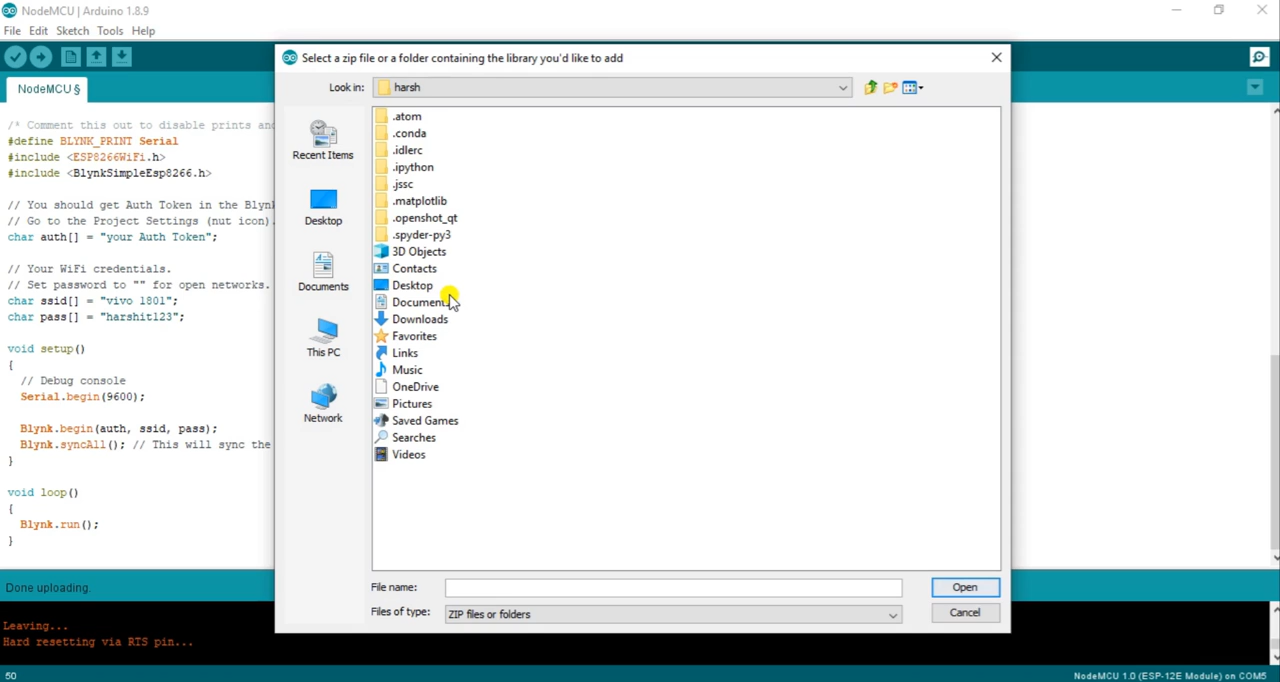 NodeMCU | Arduino 1.8.9
File Edit Sketch Tools Help
NodeMCU §
/* Comment this out to disable prints and
#define BLYNK_PRINT Serial
#include <ESP8266WiFi.h>
#include <BlynkSimpleEsp8266.h>
// You should get Auth Token in the Blynk
// Go to the Project Settings (nut icon).
char auth[] = "your Auth Token";
// Your WiFi credentials.
// Set password to "" for open networks.
char ssid[] = "vivo 1801";
char pass[] = "harshit123";
void setup()
{
// Debug console
Serial.begin(9600);
Blynk.begin(auth, ssid, pass);
Blynk.syncAll(); // This will sync the
}
void loop()
{
Blynk.run();
}
Done uploading.
Leaving...
Hard resetting via RTS pin...
50
NodeMCU 1.0 (ESP-12E Module) on COM5
Select a zip file or a folder containing the library you'd like to add
Look in: harsh
Recent Items
Desktop
Documents
This PC
Network
.atom
.conda
.idlerc
.ipython
.jssc
.matplotlib
.openshot_qt
.spyder-py3
3D Objects
Contacts
Desktop
Documents
Downloads
Favorites
Links
Music
OneDrive
Pictures
Saved Games
Searches
Videos
File name:
Open
Files of type: ZIP files or folders
Cancel